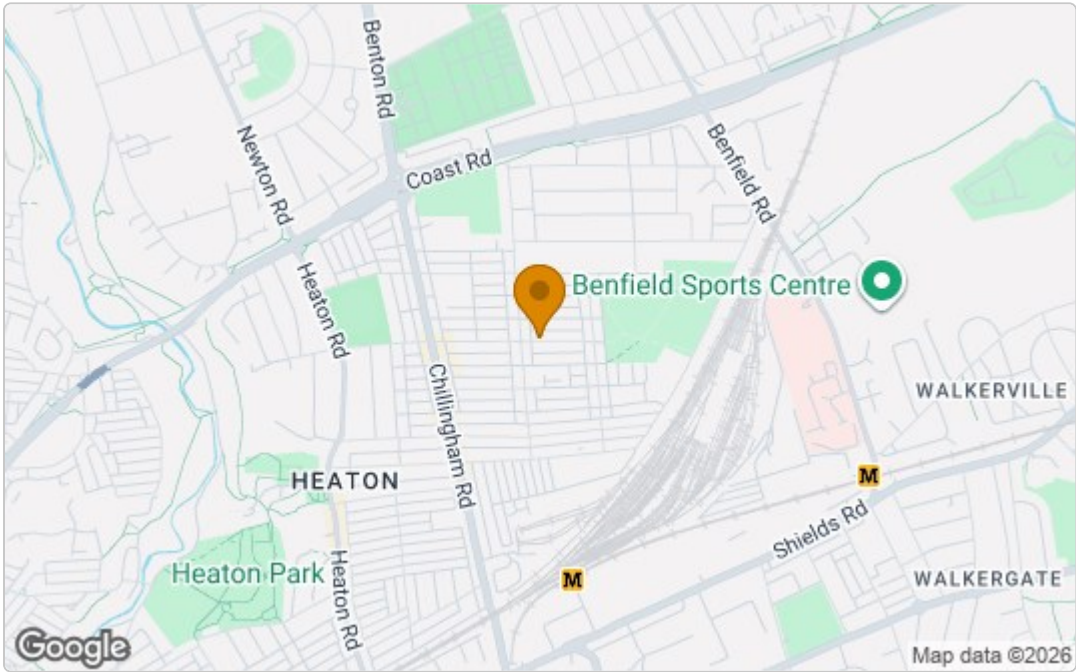 Benton Rd
Newton Rd
Coast Rd
Benfield Rd
Heaton Rd
Benfield Sports Centre
Chillingham Rd
WALKERVILLE
HEATON
M
Shields Rd
Heaton Park
Heaton Rd
M
WALKERGATE
Google
Map data ©2026